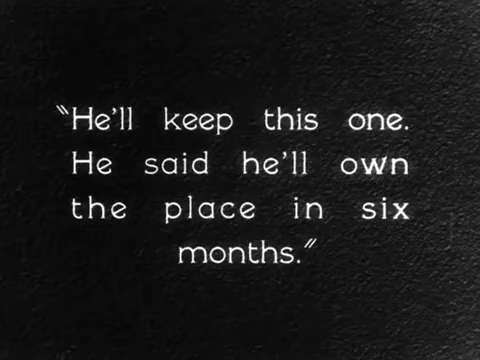 "He'll keep this one.
He said he'll own
the place in six
months."